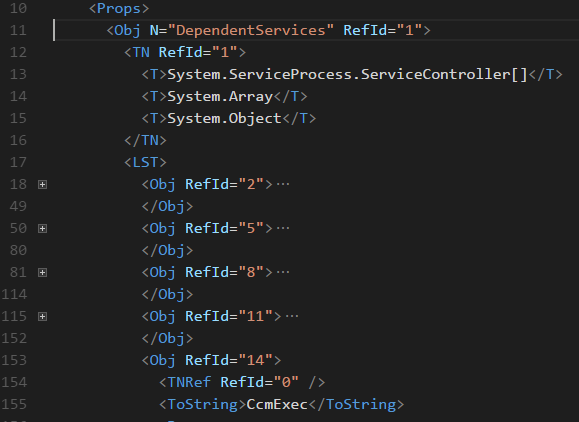 10 <Props>
11 <Obj N="DependentServices" RefId="1">
12 <TN RefId="1">
13 <T>System.ServiceProcess.ServiceController[]</T>
14 <T>System.Array</T>
15 <T>System.Object</T>
16 </TN>
17 <LST>
18 <Obj RefId="2">···
49 </Obj>
50 <Obj RefId="5">···
80 </Obj>
81 <Obj RefId="8">···
114 </Obj>
115 <Obj RefId="11">···
152 </Obj>
153 <Obj RefId="14">
154 <TNRef RefId="0" />
155 <ToString>CcmExec</ToString>